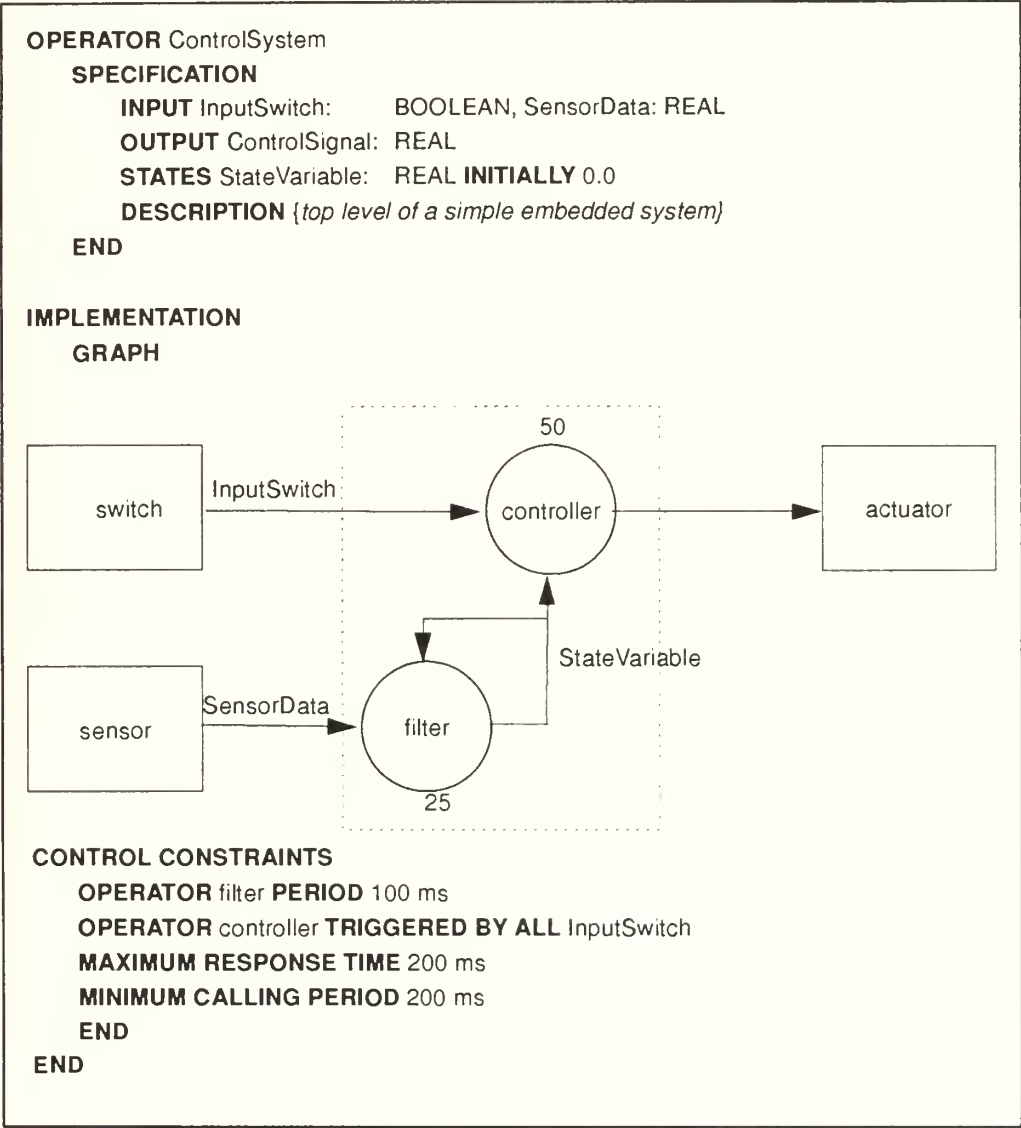 OPERATOR ControlSystem
SPECIFICATION
INPUT InputSwitch: BOOLEAN, SensorData: REAL
OUTPUT ControlSignal: REAL
STATES StateVariable: REAL INITIALLY 0.0
DESCRIPTION {top level of a simple embedded system}
END
IMPLEMENTATION
GRAPH
50
switch
InputSwitch
controller
actuator
StateVariable
sensor
SensorData
filter
25
CONTROL CONSTRAINTS
OPERATOR filter PERIOD 100 ms
OPERATOR controller TRIGGERED BY ALL InputSwitch
MAXIMUM RESPONSE TIME 200 ms
MINIMUM CALLING PERIOD 200 ms
END
END